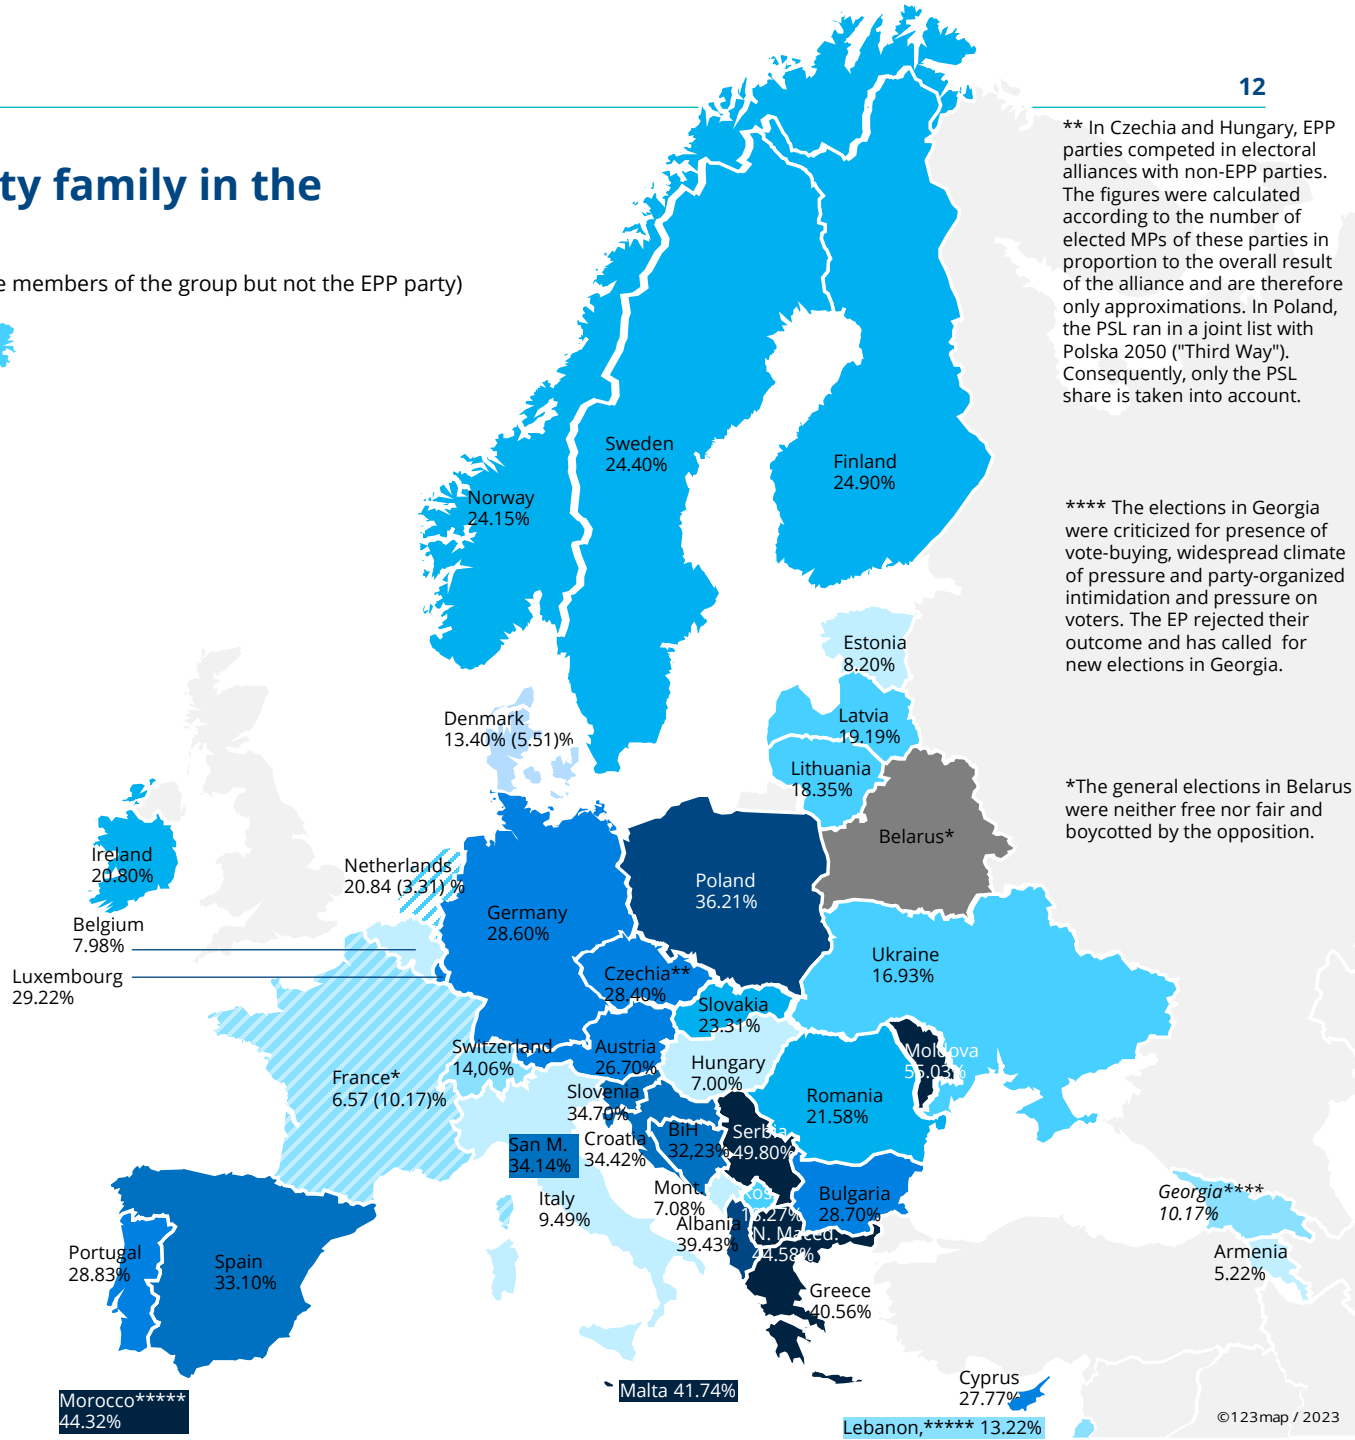 12
ty family in the
e members of the group but not the EPP party)
** In Czechia and Hungary, EPP
parties competed in electoral
alliances with non-EPP parties.
The figures were calculated
according to the number of
elected MPs of these parties in
proportion to the overall result
of the alliance and are therefore
only approximations. In Poland,
the PSL ran in a joint list with
Polska 2050 ("Third Way").
Consequently, only the PSL
share is taken into account.
Sweden
24.40%
Finland
24.90%
Norway
24.15%
**** The elections in Georgia
were criticized for presence of
vote-buying, widespread climate
of pressure and party-organized
intimidation and pressure on
voters. The EP rejected their
outcome and has called for
new elections in Georgia.
Estonia
8.20%
Denmark
13.40% (5.51)%
Latvia
19.19%
Lithuania
18.35%
*The general elections in Belarus
were neither free nor fair and
boycotted by the opposition.
Belarus*
Ireland
20.80%
Netherlands
20.84 (3.31) %
Poland
36.21%
Germany
28.60%
Belgium
7.98%
Luxembourg
29.22%
Ukraine
16.93%
Czechia**
28.40%
Slovakia
23.31%
Switzerland
14,06%
Austria
26.70%
Hungary
7.00%
Moldova
55.03%
France*
6.57 (10.17)%
Slovenia
34.70%
Romania
21.58%
San M.
34.14%
Croatia
34.42%
BiH
32,23%
Serbia
49.80%
Italy
9.49%
Mont.
7.08%
Kos.
.27%
Bulgaria
28.70%
Georgia****
10.17%
Albania
39.43%
N. Maced.
44.58%
Portugal
28.83%
Spain
33.10%
Armenia
5.22%
Greece
40.56%
Morocco*****
44.32%
Malta 41.74%
Cyprus
27.77%
Lebanon,***** 13.22%
©123map / 2023